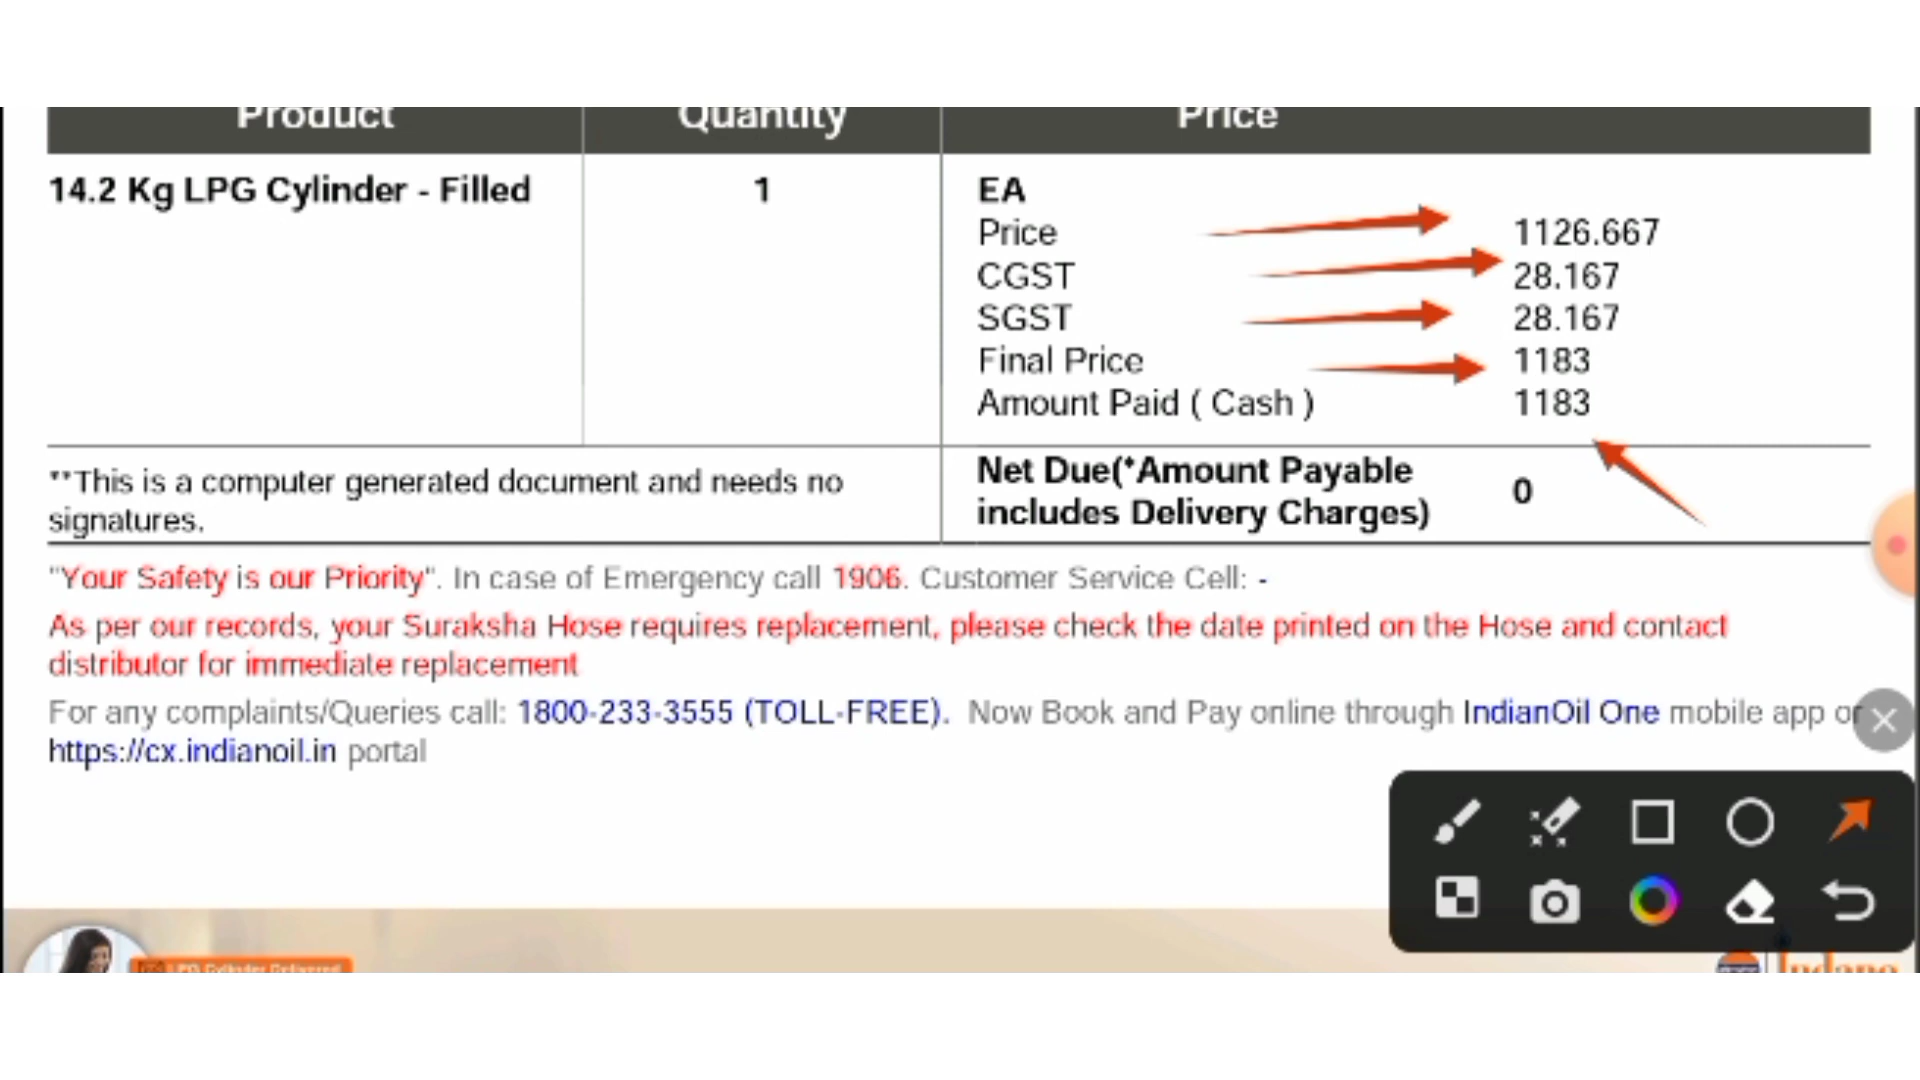 Product Quantity Price
14.2 Kg LPG Cylinder - Filled 1 EA
Price 1126.667
CGST 28.167
SGST 28.167
Final Price 1183
Amount Paid ( Cash ) 1183
**This is a computer generated document and needs no
signatures.
Net Due(*Amount Payable
includes Delivery Charges) 0
"Your Safety is our Priority". In case of Emergency call 1906. Customer Service Cell: -
As per our records, your Suraksha Hose requires replacement, please check the date printed on the Hose and contact
distributor for immediate replacement
For any complaints/Queries call: 1800-233-3555 (TOLL-FREE). Now Book and Pay online through IndianOil One mobile app or
https://cx.indianoil.in portal
LPG Cylinder Delivered
Indane